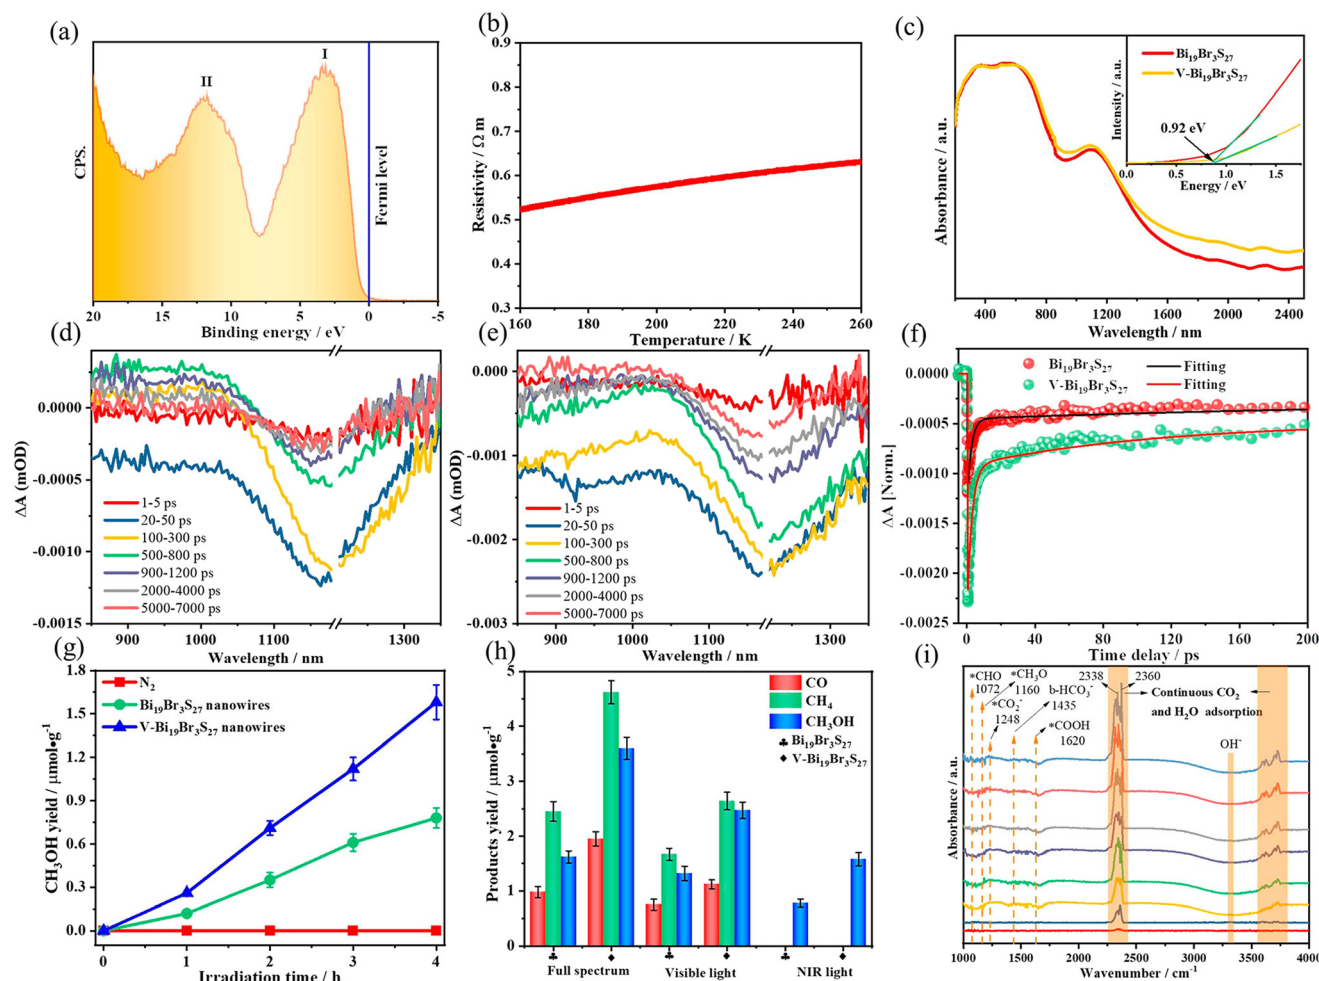 (a)
I
II
CPS.
Fermi level
20 15 10 5 0 -5
Binding energy / eV
(b)
0.9
0.8
0.7
0.6
0.5
0.4
0.3
Resistivity / Ω m
160 180 200 220 240 260
Temperature / K
(c)
Bi₁₉Br₃S₂₇
V-Bi₁₉Br₃S₂₇
Absorbance / a.u.
400 800 1200 1600 2000 2400
Wavelength / nm
Intensity / a.u.
0.92 eV
0.0 0.5 1.0 1.5
Energy / eV
(d)
0.0000
-0.0005
-0.0010
-0.0015
ΔA (mOD)
1-5 ps
20-50 ps
100-300 ps
500-800 ps
900-1200 ps
2000-4000 ps
5000-7000 ps
900 1000 1100 1300
Wavelength / nm
(e)
0.000
-0.001
-0.002
-0.003
ΔA (mOD)
1-5 ps
20-50 ps
100-300 ps
500-800 ps
900-1200 ps
2000-4000 ps
5000-7000 ps
900 1000 1100 1300
Wavelength / nm
(f)
0.0000
-0.0005
-0.0010
-0.0015
-0.0020
-0.0025
ΔA [Norm.]
Bi₁₉Br₃S₂₇ Fitting
V-Bi₁₉Br₃S₂₇ Fitting
0 40 80 120 160 200
Time delay / ps
(g)
1.8
1.5
1.2
0.9
0.6
0.3
0.0
CH₃OH yield / μmol•g⁻¹
N₂
Bi₁₉Br₃S₂₇ nanowires
V-Bi₁₉Br₃S₂₇ nanowires
0 1 2 3 4
Irradiation time / h
(h)
5
4
3
2
1
0
Products yield / μmol•g⁻¹
CO
CH₄
CH₃OH
♣ Bi₁₉Br₃S₂₇
♦ V-Bi₁₉Br₃S₂₇
♣ ♦ ♣ ♦ ♣ ♦
Full spectrum Visible light NIR light
(i)
*CHO
1072
*CH₃O
1160
*CO₂⁻
1248
b-HCO₃⁻
1435
*COOH
1620
2338 2360
Continuous CO₂
and H₂O adsorption
OH⁻
Absorbance / a.u.
1000 1500 2000 2500 3000 3500 4000
Wavenumber / cm⁻¹